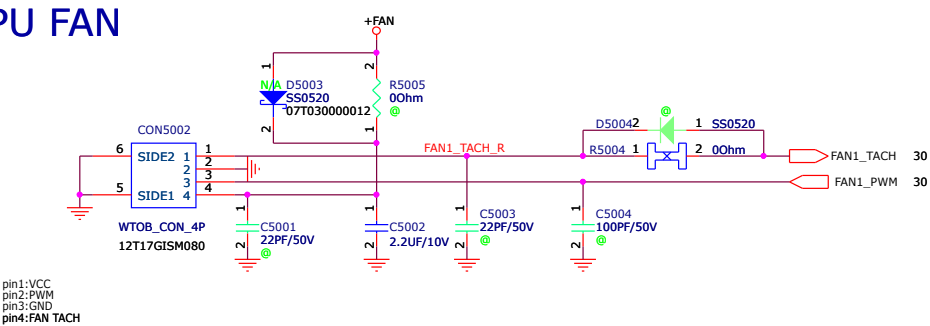 PU FAN
+FAN
1
2
N/A
D5003
SS0520
07T030000012
2
1
R5005
0Ohm
@
@
D5004
2
1
SS0520
CON5002
6
SIDE2
1
1
2
2
3
3
5
SIDE1
4
4
FAN1_TACH_R
R5004
1
2
0Ohm
FAN1_TACH
30
FAN1_PWM
30
WTOB_CON_4P
12T17GISM080
1
2
C5001
22PF/50V
@
1
2
C5002
2.2UF/10V
1
2
C5003
22PF/50V
@
1
2
C5004
100PF/50V
@
pin1:VCC
pin2:PWM
pin3:GND
pin4:FAN TACH